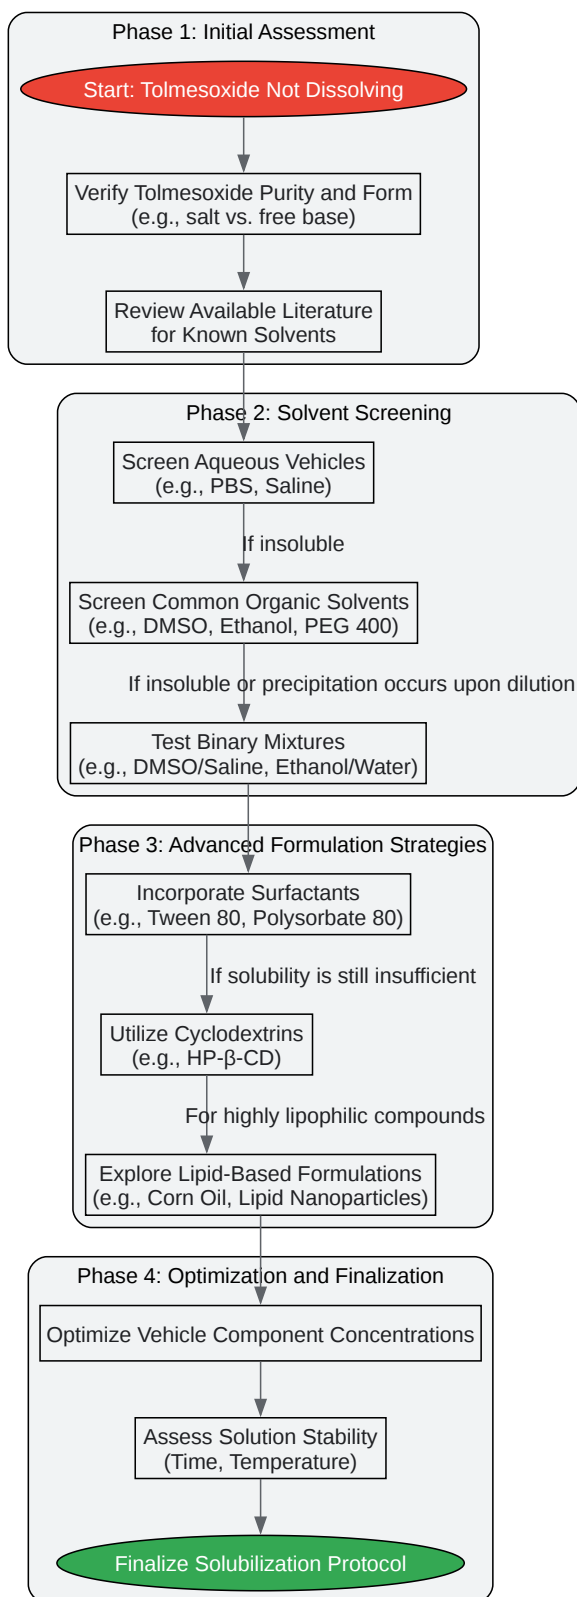 Phase 1: Initial Assessment
Start: Tolmesoxide Not Dissolving
Verify Tolmesoxide Purity and Form
(e.g., salt vs. free base)
Review Available Literature
for Known Solvents
Phase 2: Solvent Screening
Screen Aqueous Vehicles
(e.g., PBS, Saline)
If insoluble
Screen Common Organic Solvents
(e.g., DMSO, Ethanol, PEG 400)
If insoluble or precipitation occurs upon dilution
Test Binary Mixtures
(e.g., DMSO/Saline, Ethanol/Water)
Phase 3: Advanced Formulation Strategies
Incorporate Surfactants
(e.g., Tween 80, Polysorbate 80)
If solubility is still insufficient
Utilize Cyclodextrins
(e.g., HP-β-CD)
For highly lipophilic compounds
Explore Lipid-Based Formulations
(e.g., Corn Oil, Lipid Nanoparticles)
Phase 4: Optimization and Finalization
Optimize Vehicle Component Concentrations
Assess Solution Stability
(Time, Temperature)
Finalize Solubilization Protocol